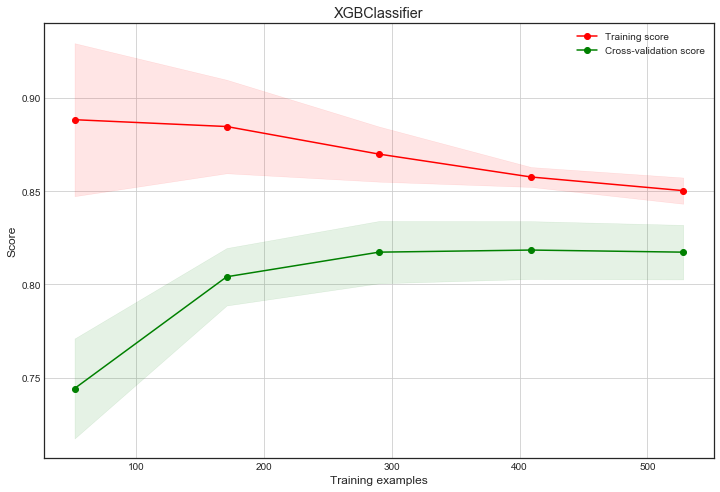 XGBClassifier
Training score
Cross-validation score
0.90
0.85
0.80
0.75
Score
100 200 300 400 500
Training examples